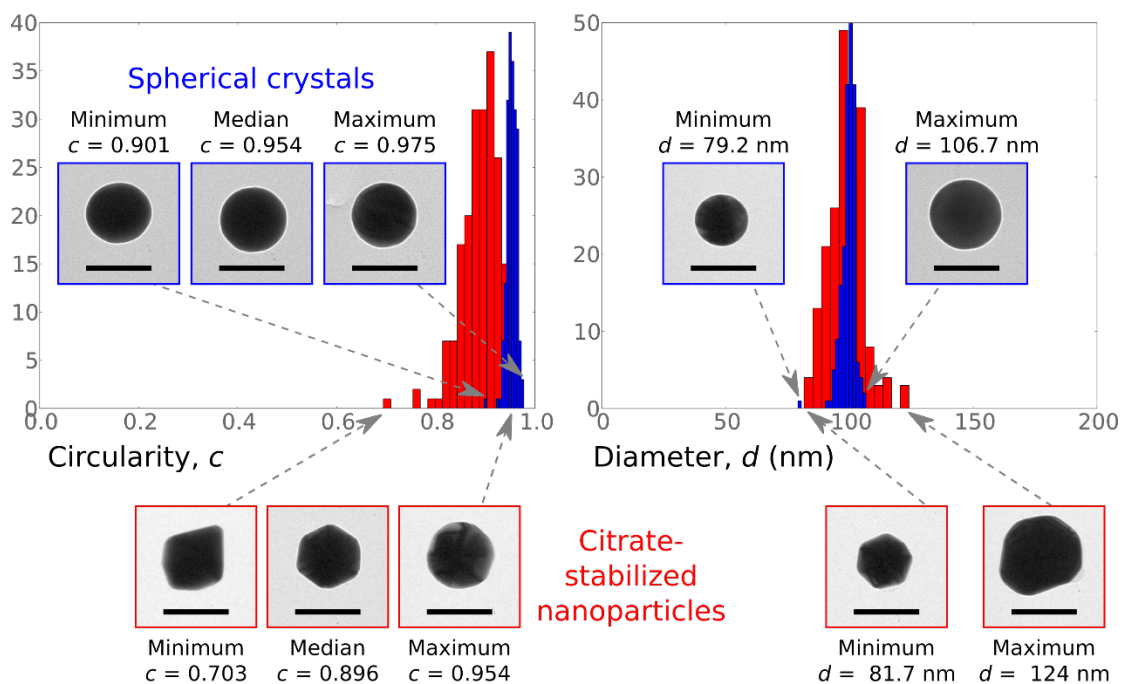 40
35
30
25
20
15
10
5
0
0.0 0.2 0.4 0.6 0.8 1.0
Spherical crystals
Minimum
c = 0.901
Median
c = 0.954
Maximum
c = 0.975
Circularity, c
50
40
30
20
10
0
0 50 100 150 200
Minimum
d = 79.2 nm
Maximum
d = 106.7 nm
Diameter, d (nm)
Minimum
c = 0.703
Median
c = 0.896
Maximum
c = 0.954
Citrate-
stabilized
nanoparticles
Minimum
d = 81.7 nm
Maximum
d = 124 nm